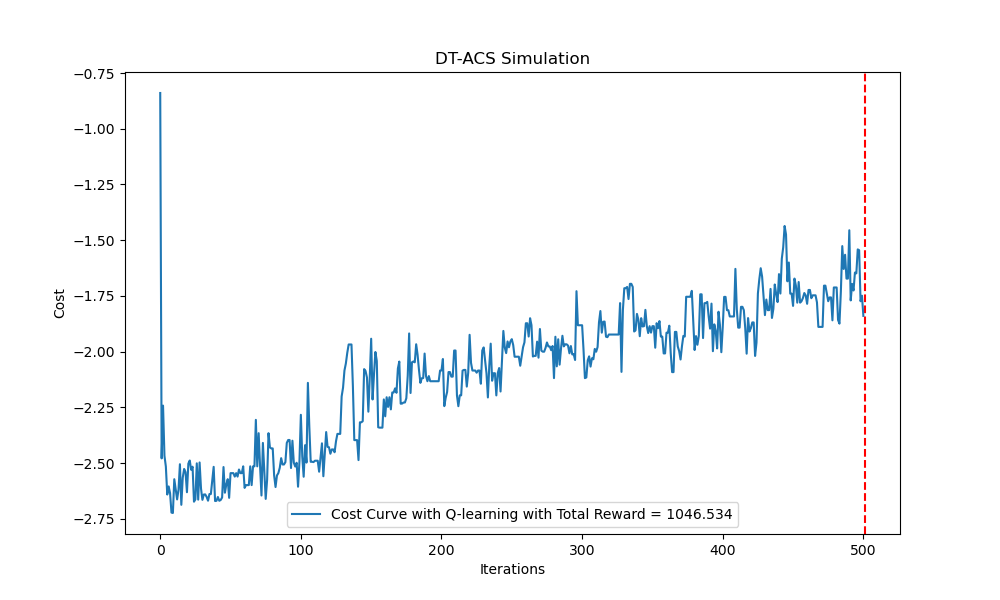 DT-ACS Simulation
−0.75
−1.00
−1.25
−1.50
−1.75
−2.00
−2.25
−2.50
−2.75
Cost
Cost Curve with Q-learning with Total Reward = 1046.534
0 100 200 300 400 500
Iterations